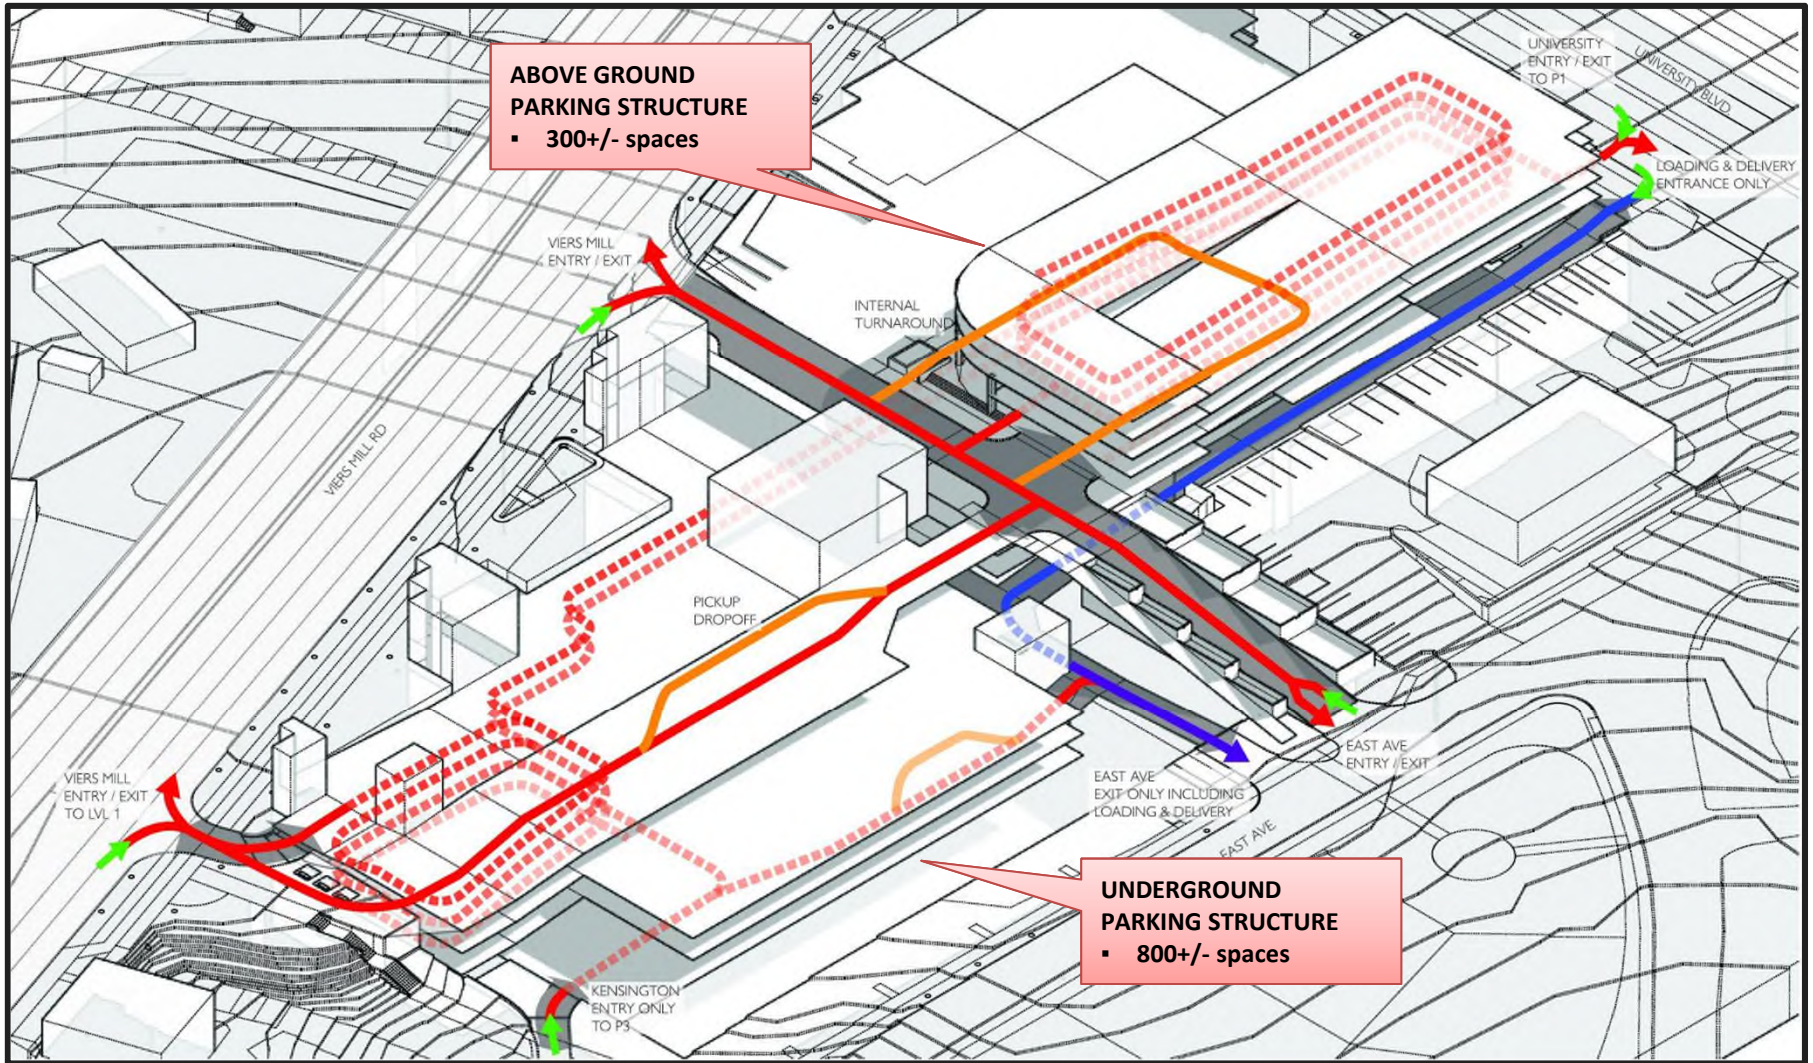 ABOVE GROUND
PARKING STRUCTURE
▪ 300+/- spaces
UNIVERSITY
ENTRY / EXIT
TO P1
UNIVERSITY BLVD
LOADING & DELIVERY
ENTRANCE ONLY
VIERS MILL
ENTRY / EXIT
INTERNAL
TURNAROUND
VIERS MILL RD
PICKUP
DROPOFF
VIERS MILL
ENTRY / EXIT
TO LVL 1
EAST AVE
ENTRY / EXIT
EAST AVE
EXIT ONLY INCLUDING
LOADING & DELIVERY
EAST AVE
UNDERGROUND
PARKING STRUCTURE
▪ 800+/- spaces
KENSINGTON
ENTRY ONLY
TO P3